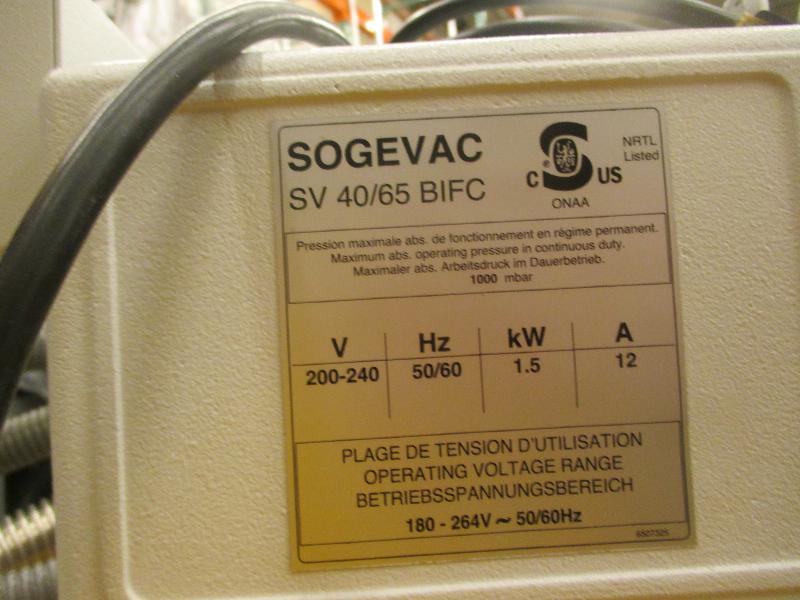 SOGEVAC
SV 40/65 BIFC
C S US
NRTL
Listed
ONAA
Pression maximale abs. de fonctionnement en régime permanent.
Maximum abs. operating pressure in continuous duty.
Maximaler abs. Arbeitsdruck im Dauerbetrieb.
1000 mbar
V Hz kW A
200-240 50/60 1.5 12
PLAGE DE TENSION D'UTILISATION
OPERATING VOLTAGE RANGE
BETRIEBSSPANNUNGSBEREICH
180 - 264V ~ 50/60Hz